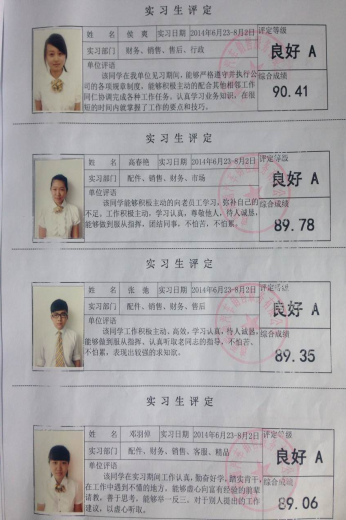 实习生评定
姓 名 侯 爽 实习日期 2014年6月23-8月2日 评定等级
实习部门 财务、销售、售后、行政 良好 A
单位评语
该同学在我单位见习期间，能够严格遵守并执行公 综合成绩
司的各项规章制度，能够积极主动的配合其他相邻工作
同仁协调完成各种工作任务。认真学习业务知识，在很 90.41
短的时间内就掌握了工作的要点和技巧。
实习生评定
姓 名 高春艳 实习日期 2014年6月23-8月2日 评定等级
实习部门 配件、销售、财务、市场 良好 A
单位评语
该同学能够积极主动的向老员工学习，弥补自己的 综合成绩
不足。工作积极主动，学习认真，尊敬他人，待人诚恳，
能够做到服从指挥，团结同事，不怕苦、不怕累。 89.78
实习生评定
姓 名 张 弛 实习日期 2014年6月23-8月2日 评定等级
实习部门 配件、销售、财务、售后 良好 A
单位评语
该同学工作积极主动、高效，学习认真，待人诚恳， 综合成绩
能够做到服从指挥、认真听取老同志的指导，不怕苦、
不怕累，表现出较强的求知欲。 89.35
实习生评定
姓 名 邓羽倬 实习日期 2014年6月23-8月2日 评定等级
实习部门 配件、财务、销售、客服、精品 良好 A
单位评语
该同学在实习期间工作认真，勤奋好学，踏实肯干， 综合成绩
在工作中遇到不懂的地方，能够虚心向富有经验的前辈
请教，善于思考，能够举一反三。对于别人提出的工作 89.06
建议，以虚心听取。